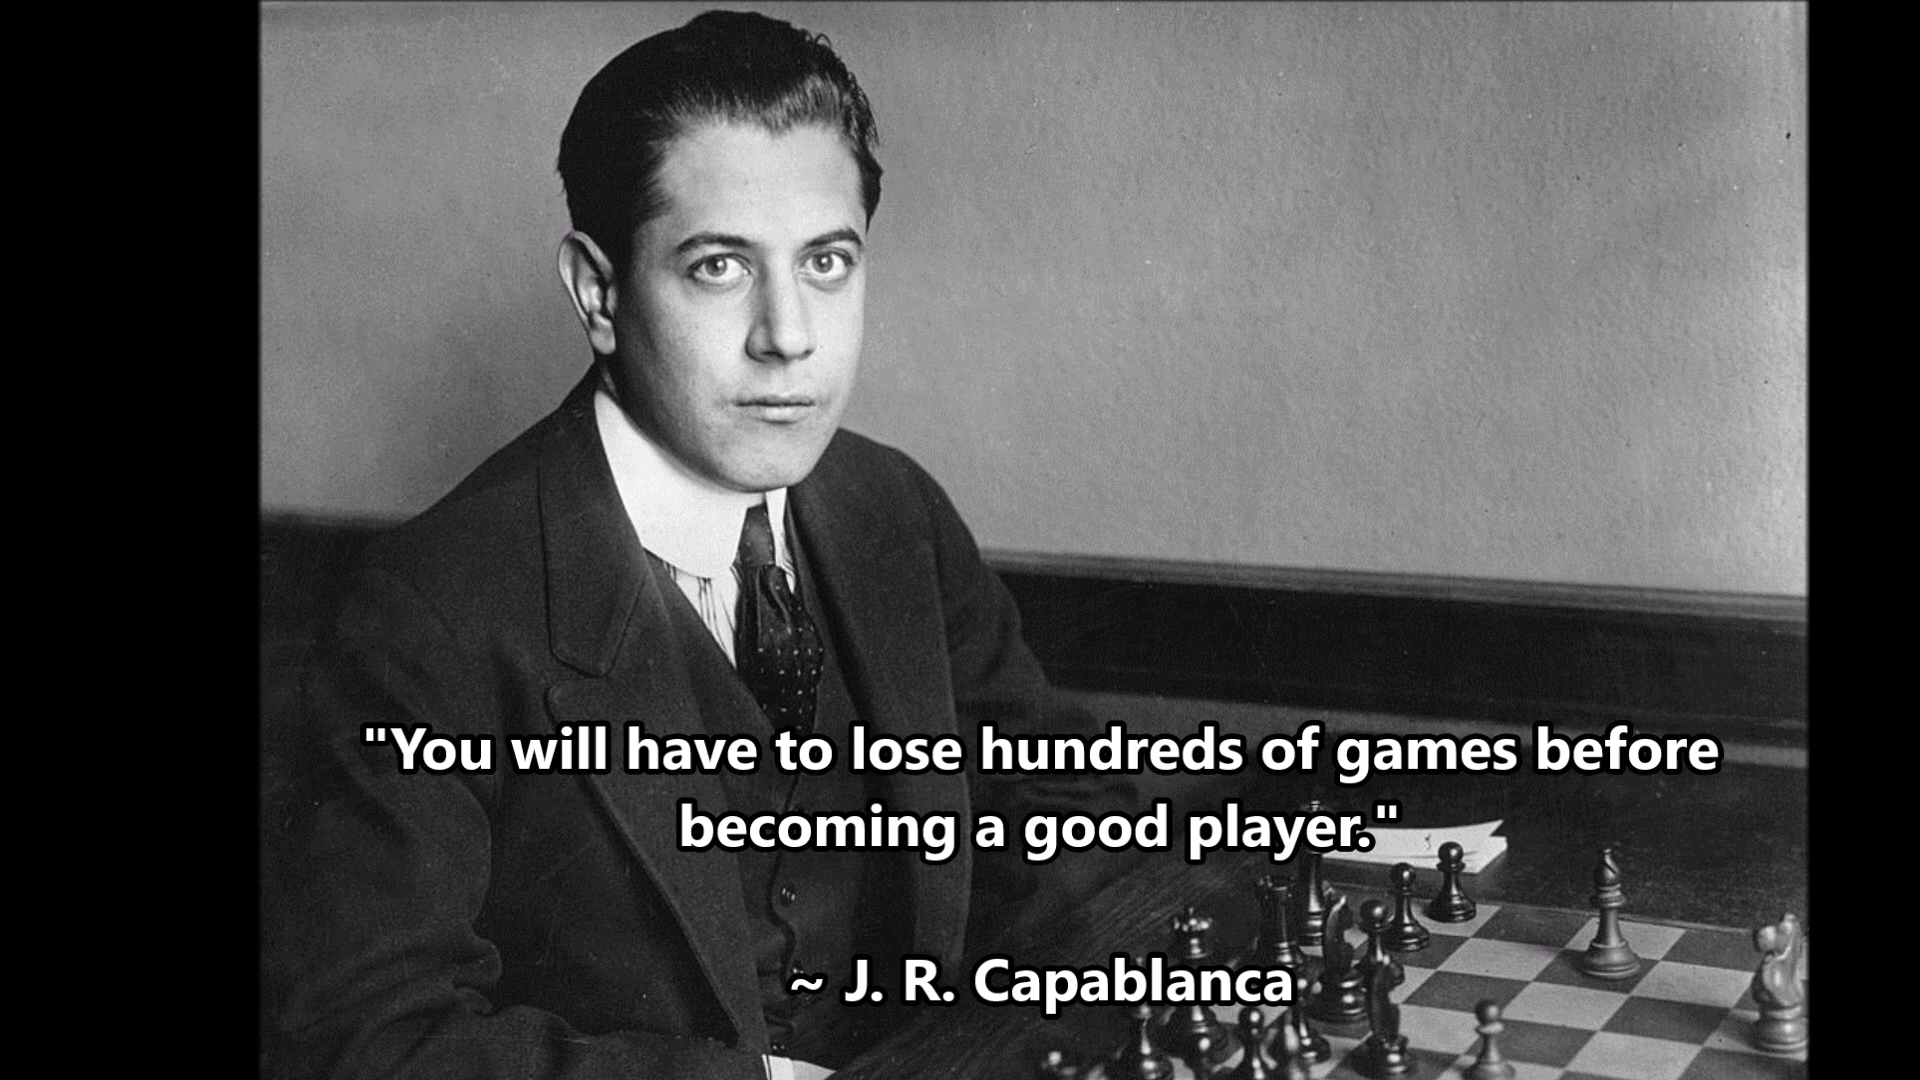 "You will have to lose hundreds of games before
becoming a good player."
~ J. R. Capablanca